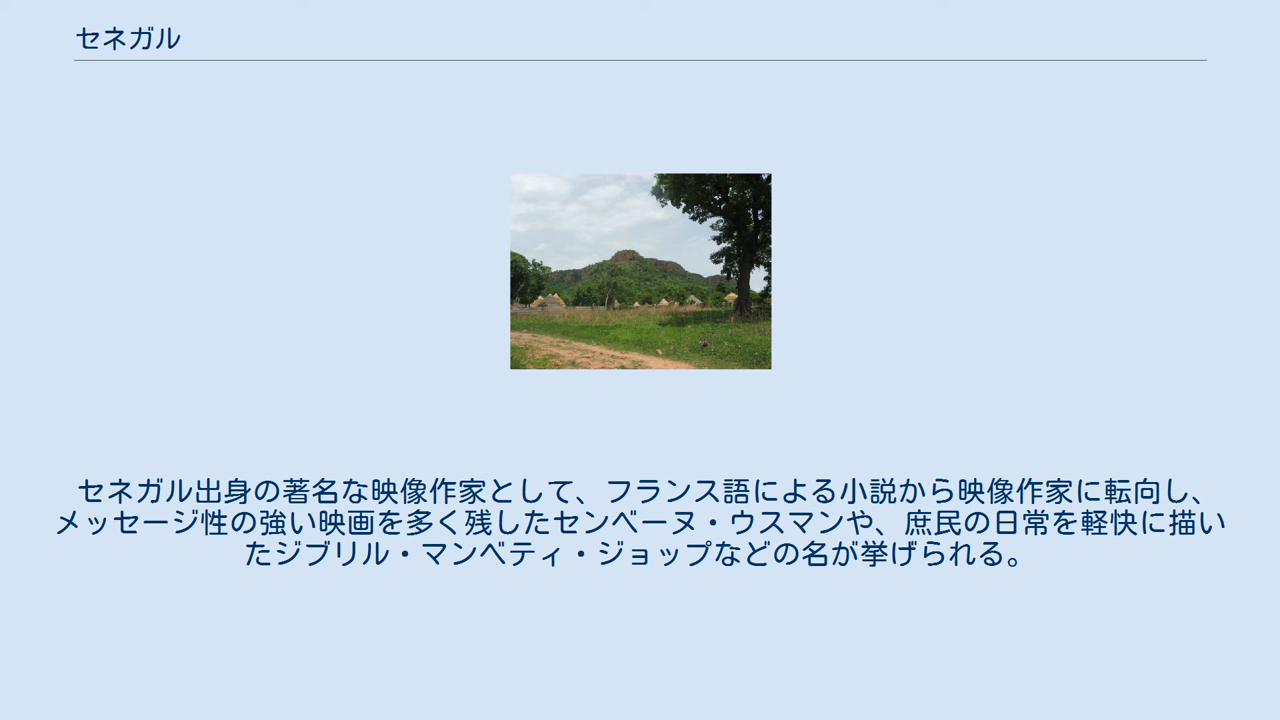 セネガル
セネガル出身の著名な映像作家として、フランス語による小説から映像作家に転向し、
メッセージ性の強い映画を多く残したセンベーヌ・ウスマンや、庶民の日常を軽快に描い
たジブリル・マンベティ・ジョップなどの名が挙げられる。